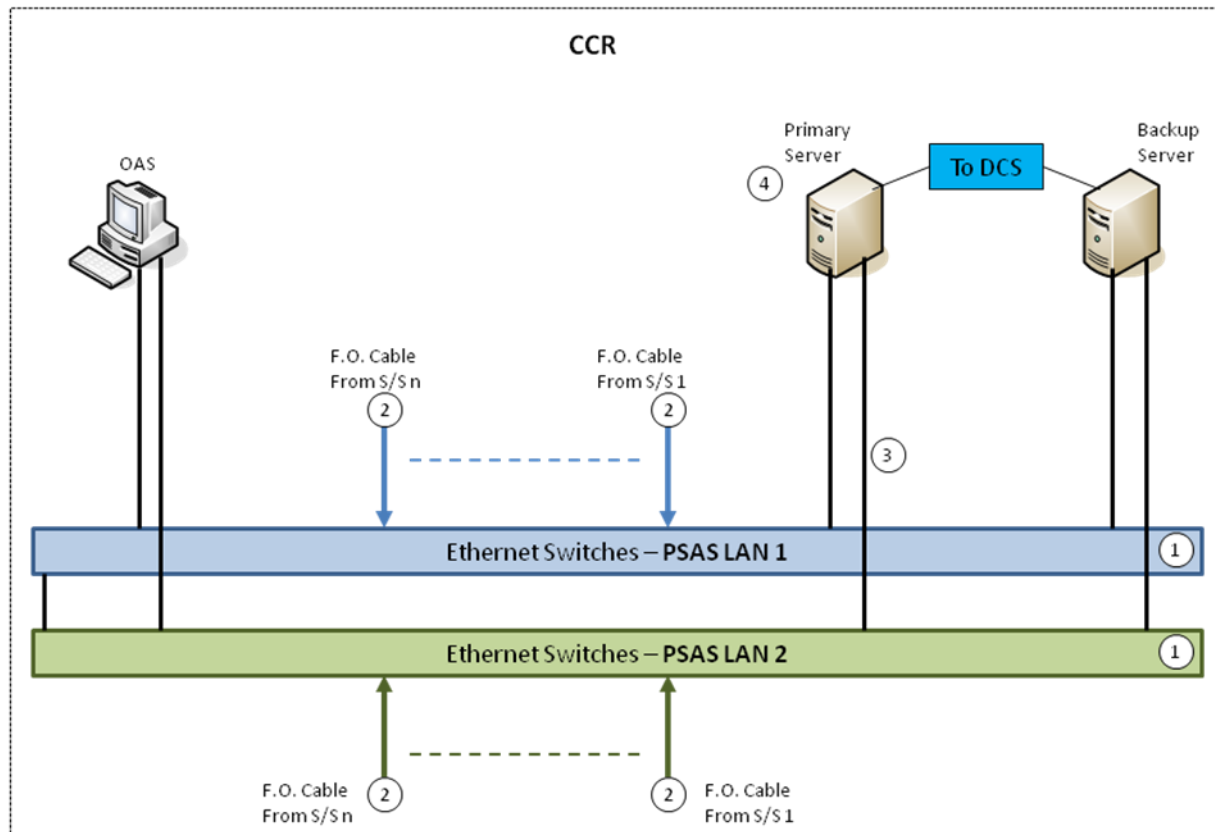 CCR
OAS
Primary
Server
4
To DCS
Backup
Server
F.O. Cable
From S/S n
2
F.O. Cable
From S/S 1
2
3
Ethernet Switches – PSAS LAN 1
1
Ethernet Switches – PSAS LAN 2
1
F.O. Cable
From S/S n
2
2
F.O. Cable
From S/S 1